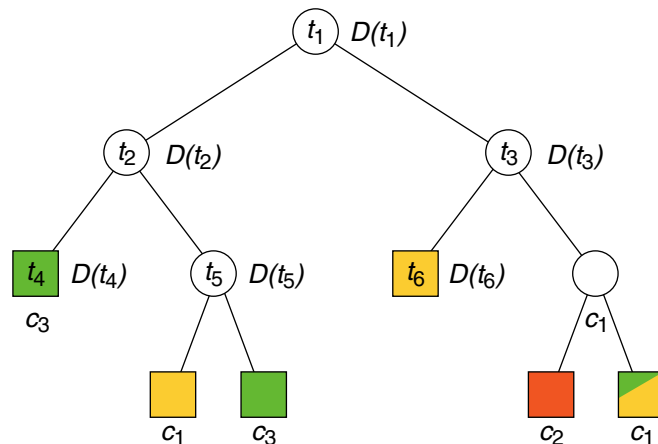 t1 D(t1)
t2 D(t2)
t3 D(t3)
t4 D(t4)
t5 D(t5)
t6 D(t6)
c3
c1
c1
c3
c2
c1